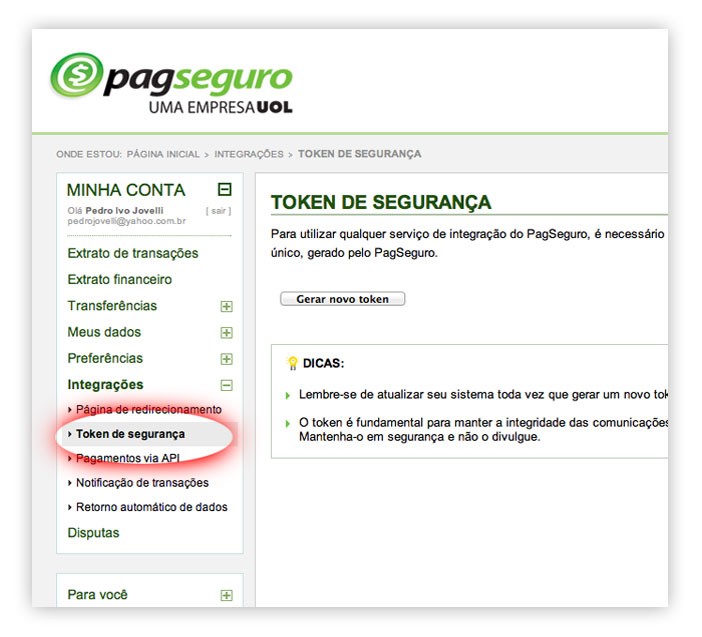 pagseguro
UMA EMPRESA UOL
ONDE ESTOU: PÁGINA INICIAL > INTEGRAÇÕES > TOKEN DE SEGURANÇA
MINHA CONTA
Olá Pedro Ivo Jovelli [ sair ]
pedrojovelli@yahoo.com.br
Extrato de transações
Extrato financeiro
Transferências
Meus dados
Preferências
Integrações
Página de redirecionamento
Token de segurança
Pagamentos via API
Notificação de transações
Retorno automático de dados
Disputas
Para você
TOKEN DE SEGURANÇA
Para utilizar qualquer serviço de integração do PagSeguro, é necessário
único, gerado pelo PagSeguro.
Gerar novo token
DICAS:
Lembre-se de atualizar seu sistema toda vez que gerar um novo tok
O token é fundamental para manter a integridade das comunicações
Mantenha-o em segurança e não o divulgue.